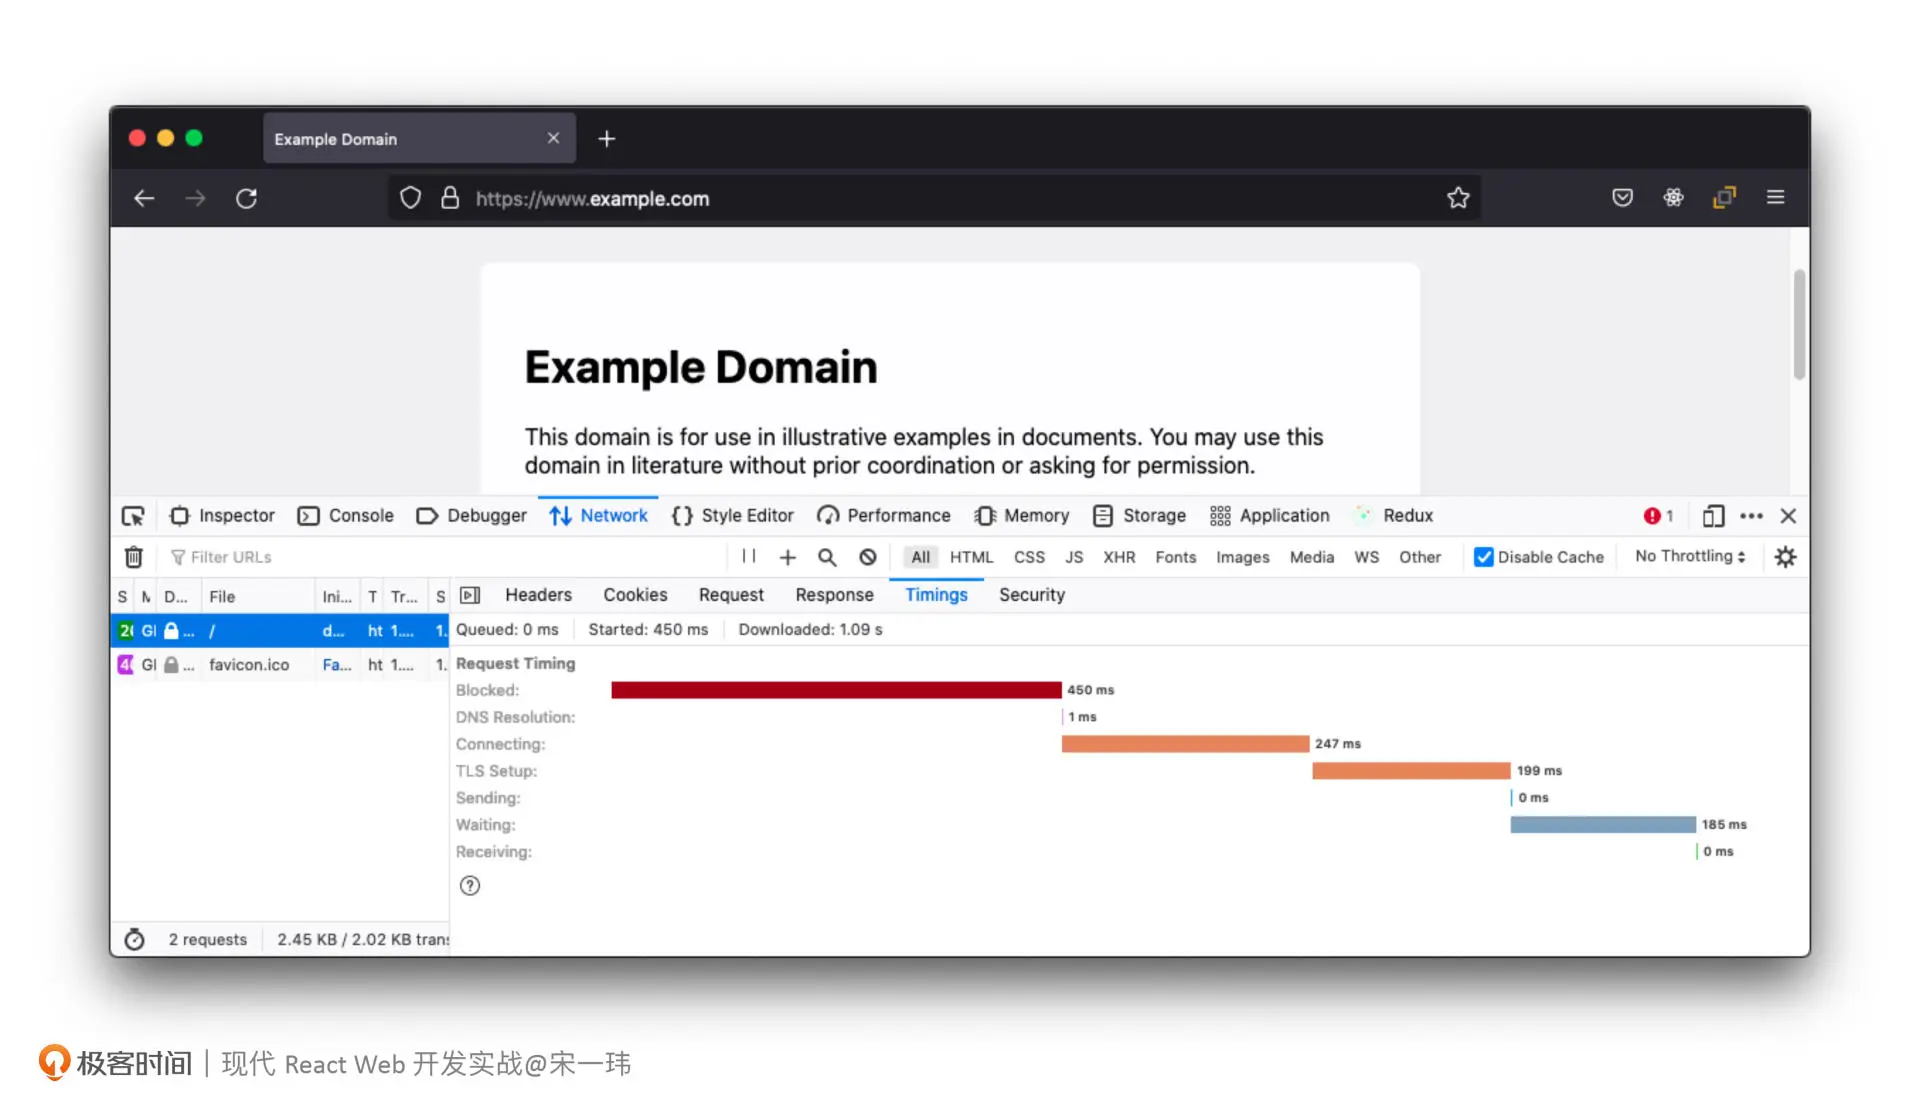 Example Domain
https://www.example.com
Example Domain
This domain is for use in illustrative examples in documents. You may use this
domain in literature without prior coordination or asking for permission.
Inspector Console Debugger Network Style Editor Performance Memory Storage Application Redux 1
Filter URLs All HTML CSS JS XHR Fonts Images Media WS Other Disable Cache No Throttling
S M D... File Ini... T Tr... S Headers Cookies Request Response Timings Security
/ d... ht 1.... 1. Queued: 0 ms Started: 450 ms Downloaded: 1.09 s
... favicon.ico Fa... ht 1.... 1. Request Timing
Blocked: 450 ms
DNS Resolution: 1 ms
Connecting: 247 ms
TLS Setup: 199 ms
Sending: 0 ms
Waiting: 185 ms
Receiving: 0 ms
2 requests 2.45 KB / 2.02 KB
极客时间 | 现代 React Web 开发实战@宋一玮